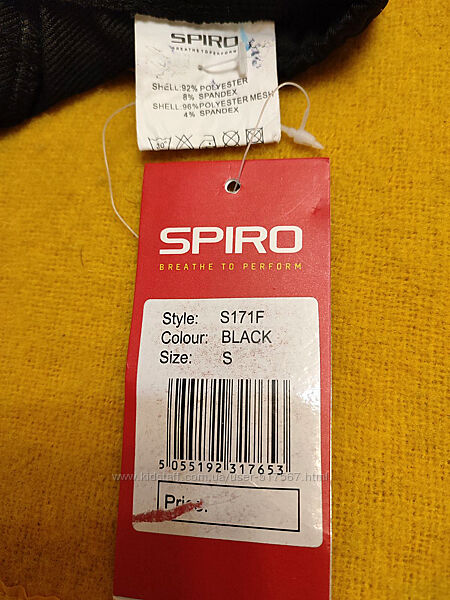 SPIRO
BREATHE TO PERFORM
SHELL:92% POLYESTER
8% SPANDEX
SHELL:96% POLYESTER MESH
4% SPANDEX
30°
SPIRO
BREATHE TO PERFORM
Style: S171F
Colour: BLACK
Size: S
5 055192 317653
Price: